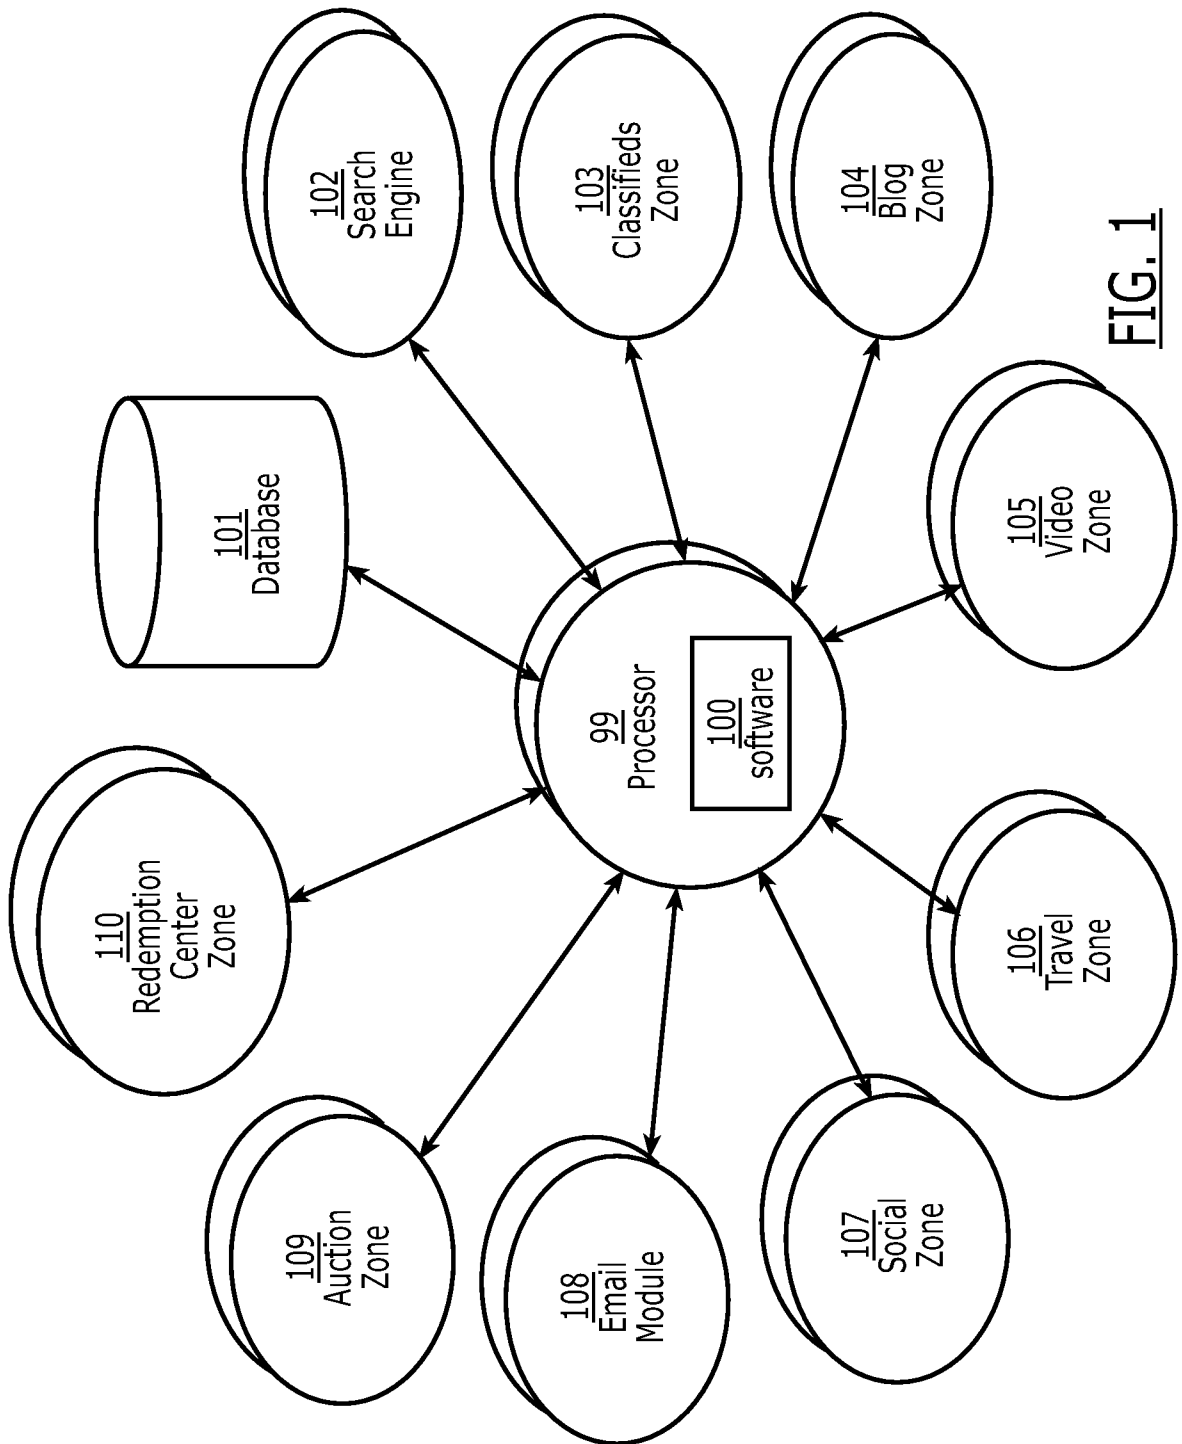 101
Database
102
Search
Engine
103
Classifieds
Zone
104
Blog
Zone
105
Video
Zone
106
Travel
Zone
107
Social
Zone
108
Email
Module
109
Auction
Zone
110
Redemption
Center
Zone
99
Processor
100
software
FIG. 1